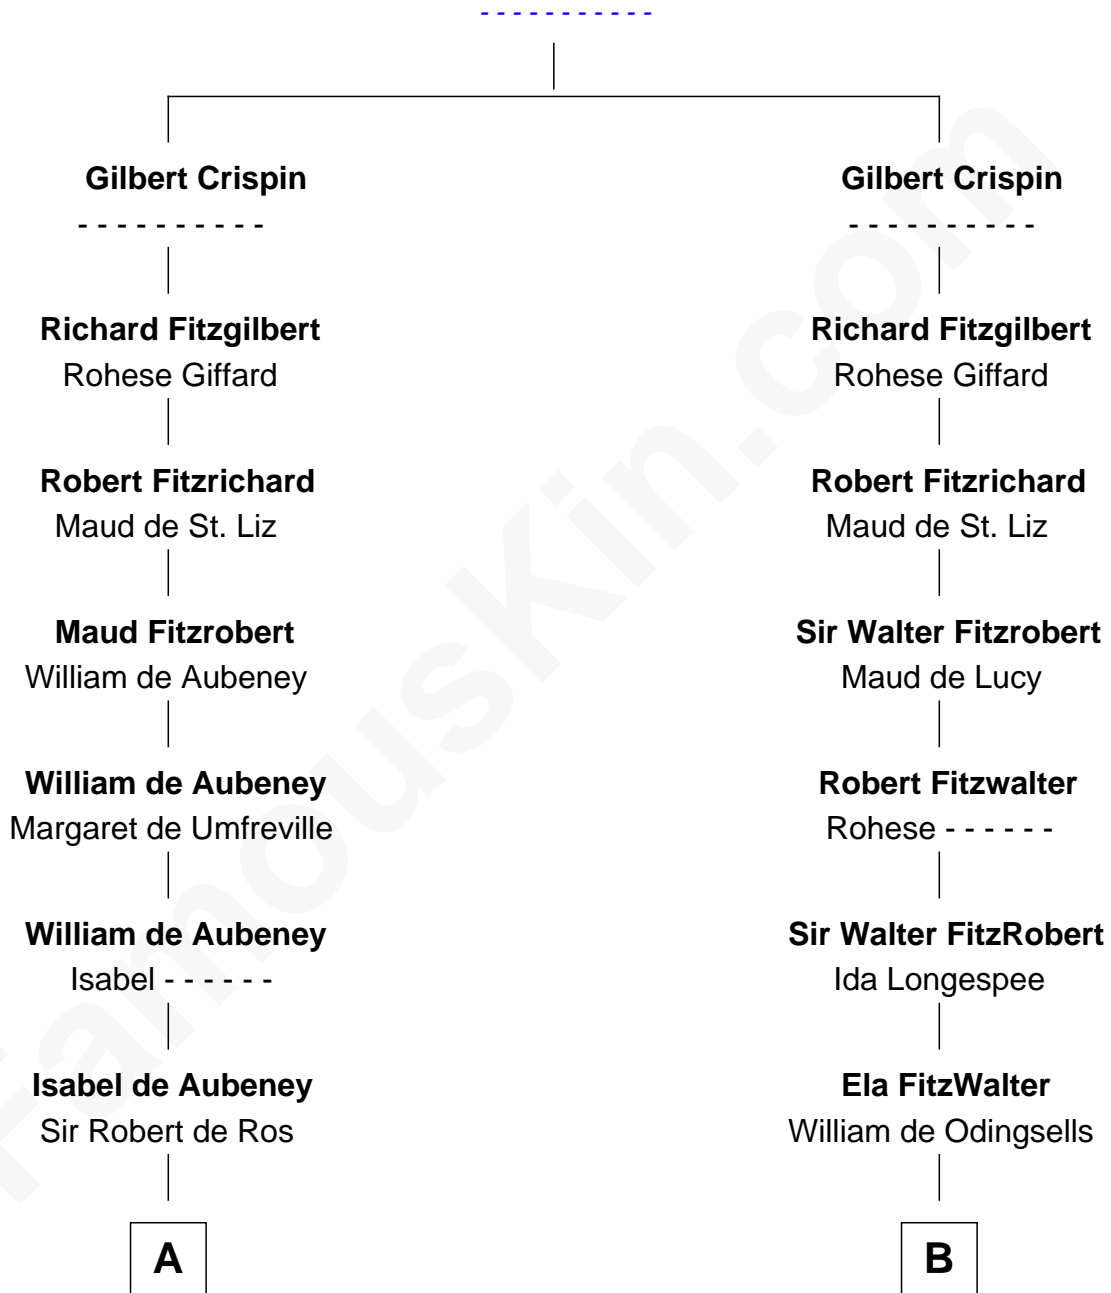 - - - - - - - - - - -
Gilbert Crispin
- - - - - - - - - -
Richard Fitzgilbert
Rohese Giffard
Robert Fitzrichard
Maud de St. Liz
Maud Fitzrobert
William de Aubeney
William de Aubeney
Margaret de Umfreville
William de Aubeney
Isabel - - - - - -
Isabel de Aubeney
Sir Robert de Ros
A
Gilbert Crispin
- - - - - - - - - -
Richard Fitzgilbert
Rohese Giffard
Robert Fitzrichard
Maud de St. Liz
Sir Walter Fitzrobert
Maud de Lucy
Robert Fitzwalter
Rohese - - - - - -
Sir Walter FitzRobert
Ida Longespee
Ela FitzWalter
William de Odingsells
B
FamousKin.com